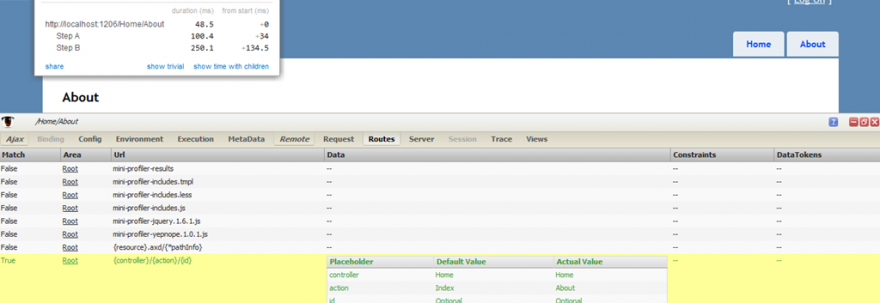 duration (ms) from start (ms)
[ Log On ]
http://localhost:1206/Home/About 48.5 +0
Step A 100.4 +34
Step B 250.1 +134.5
share show trivial show time with children
Home About
About
/Home/About ?
Ajax Binding Config Environment Execution MetaData Remote Request Routes Server Session Trace Views
Match Area Url Data Constraints DataTokens
False Root mini-profiler-results -- -- --
False Root mini-profiler-includes.tmpl -- -- --
False Root mini-profiler-includes.less -- -- --
False Root mini-profiler-includes.js -- -- --
False Root mini-profiler-jquery.1.6.1.js -- -- --
False Root mini-profiler-yepnope.1.0.1.js -- -- --
False Root {resource}.axd/{*pathInfo} -- -- --
True Root {controller}/{action}/{id} Placeholder Default Value Actual Value -- --
controller Home Home
action Index About
id Optional Optional